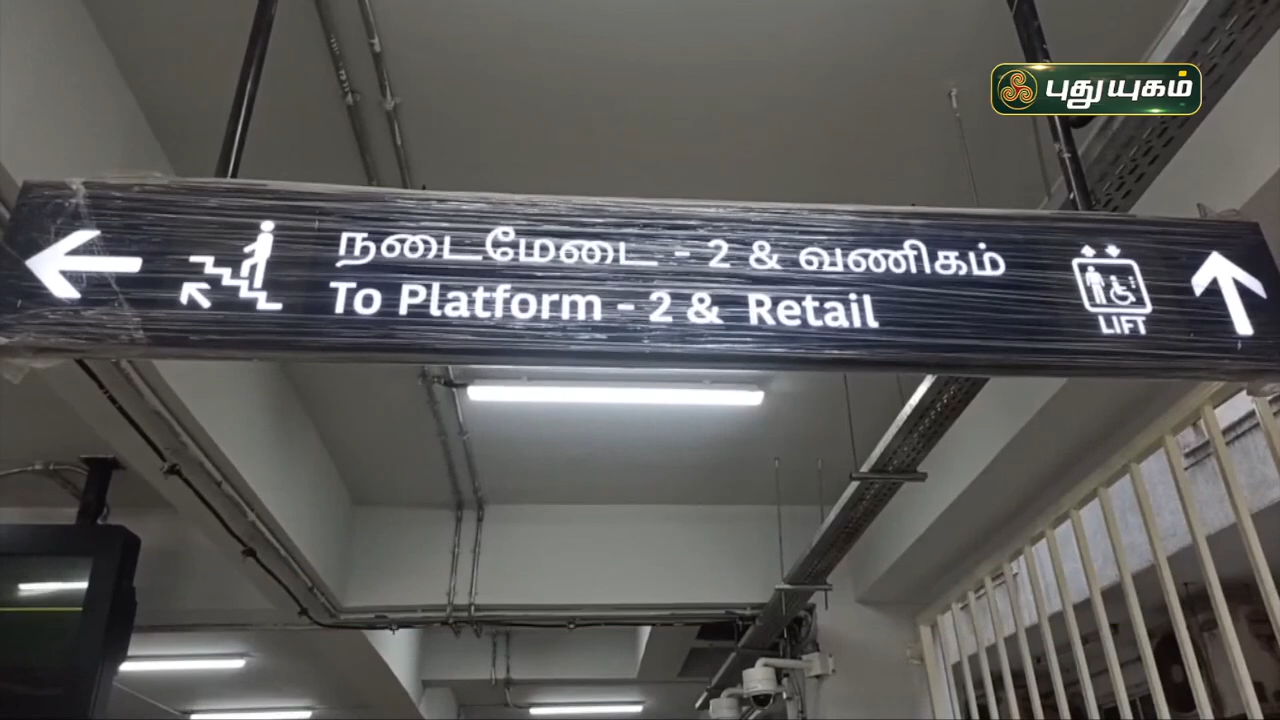 புதுயுகம்
நடைமேடை - 2 & வணிகம்
To Platform - 2 & Retail
LIFT